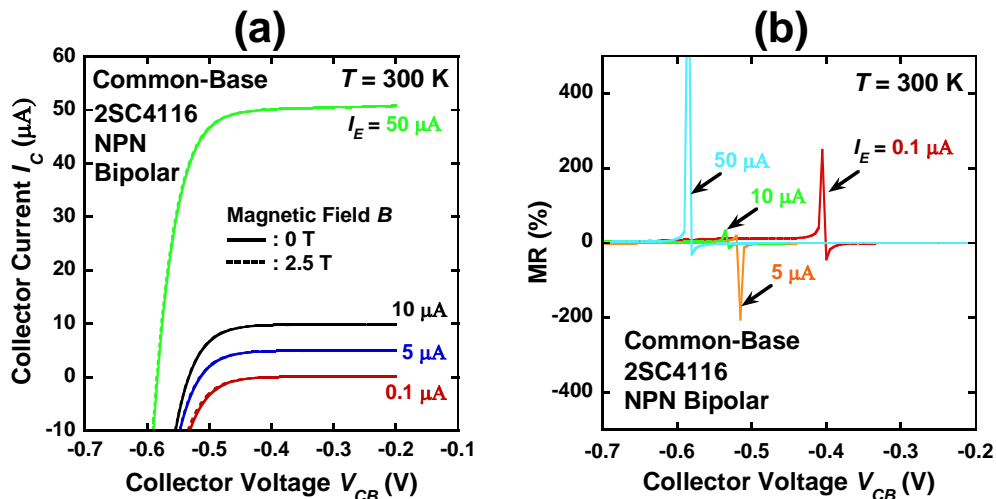 (a)
Common-Base
2SC4116
NPN
Bipolar
T = 300 K
I_E = 50 μA
Magnetic Field B
: 0 T
: 2.5 T
10 μA
5 μA
0.1 μA
60
50
40
30
20
10
0
-10
-0.7
-0.6
-0.5
-0.4
-0.3
-0.2
-0.1
Collector Current I_C (μA)
Collector Voltage V_CB (V)
(b)
T = 300 K
I_E = 0.1 μA
50 μA
10 μA
5 μA
Common-Base
2SC4116
NPN Bipolar
400
200
0
-200
-400
-0.7
-0.6
-0.5
-0.4
-0.3
-0.2
MR (%)
Collector Voltage V_CB (V)